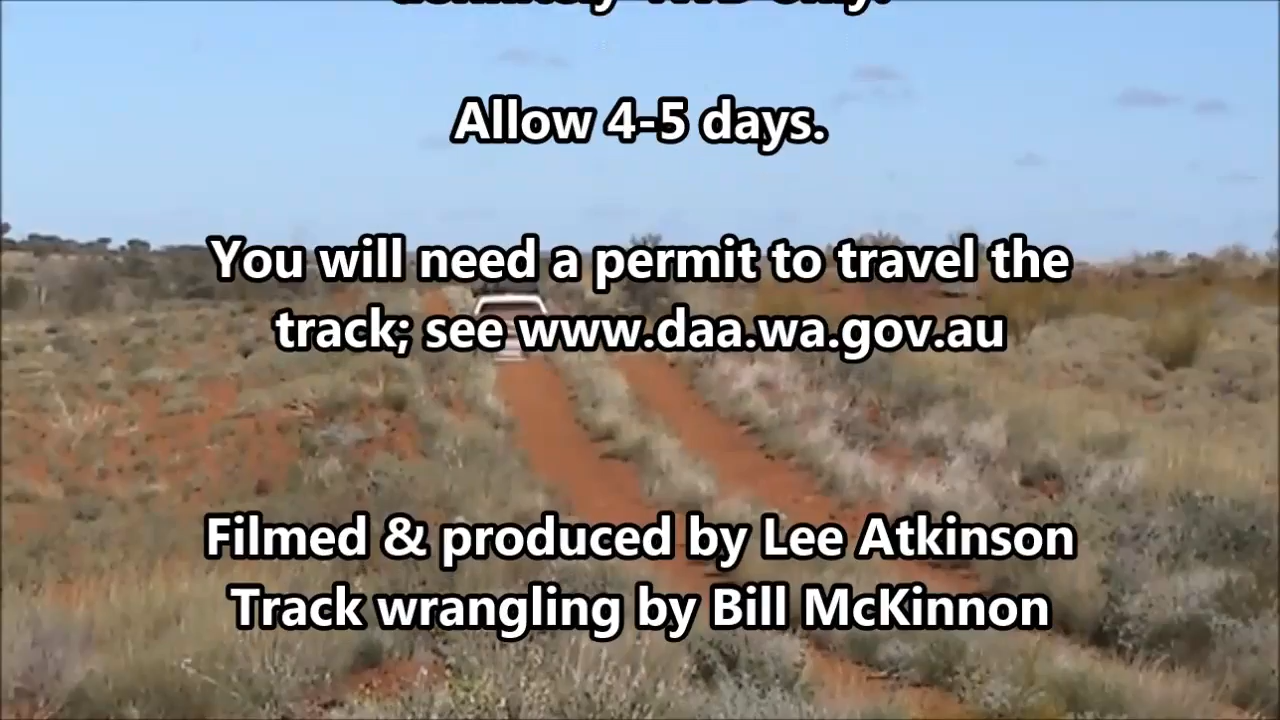 Allow 4-5 days.
You will need a permit to travel the
track; see www.daa.wa.gov.au
Filmed & produced by Lee Atkinson
Track wrangling by Bill McKinnon